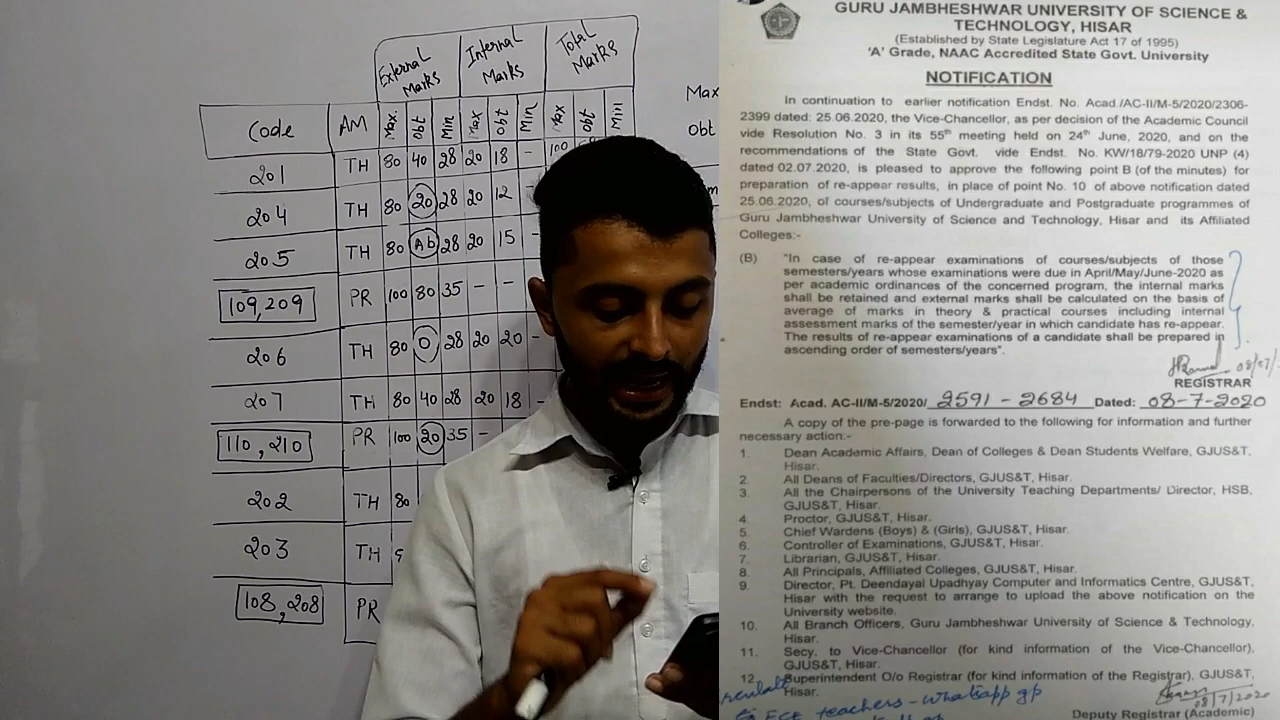 External Marks Internal Marks Total Marks
Code AM Max Obt Min Max Obt Min Max Obt Min
201 TH 80 40 28 20 18 - 100
204 TH 80 20 28 20 12 -
205 TH 80 Ab 28 20 15 -
109,209 PR 100 80 35 - - -
206 TH 80 0 28 20 20 -
207 TH 80 40 28 20 18 -
110,210 PR 100 20 35 -
202 TH 80
203 TH
108,208 PR
Max
Obt
GURU JAMBHESHWAR UNIVERSITY OF SCIENCE &
TECHNOLOGY, HISAR
(Established by State Legislature Act 17 of 1995)
'A' Grade, NAAC Accredited State Govt. University
NOTIFICATION
In continuation to earlier notification Endst. No. Acad./AC-II/M-5/2020/2306-
2399 dated: 25.06.2020, the Vice-Chancellor, as per decision of the Academic Council
vide Resolution No. 3 in its 55th meeting held on 24th June, 2020, and on the
recommendations of the State Govt. vide Endst. No. KW/18/79-2020 UNP (4)
dated 02.07.2020, is pleased to approve the following point B (of the minutes) for
preparation of re-appear results, in place of point No. 10 of above notification dated
25.06.2020, of courses/subjects of Undergraduate and Postgraduate programmes of
Guru Jambheshwar University of Science and Technology, Hisar and its Affiliated
Colleges:-
(B) "In case of re-appear examinations of courses/subjects of those
semesters/years whose examinations were due in April/May/June-2020 as
per academic ordinances of the concerned program, the internal marks
shall be retained and external marks shall be calculated on the basis of
average of marks in theory & practical courses including internal
assessment marks of the semester/year in which candidate has re-appear.
The results of re-appear examinations of a candidate shall be prepared in
ascending order of semesters/years".
REGISTRAR
Endst: Acad. AC-II/M-5/2020/ 2591 - 2684 Dated: 08-7-2020
A copy of the pre-page is forwarded to the following for information and further
necessary action:-
1. Dean Academic Affairs, Dean of Colleges & Dean Students Welfare, GJUS&T,
Hisar.
2. All Deans of Faculties/Directors, GJUS&T, Hisar.
3. All the Chairpersons of the University Teaching Departments/ Director, HSB,
GJUS&T, Hisar.
4. Proctor, GJUS&T, Hisar.
5. Chief Wardens (Boys) & (Girls), GJUS&T, Hisar.
6. Controller of Examinations, GJUS&T, Hisar.
7. Librarian, GJUS&T, Hisar.
8. All Principals, Affiliated Colleges, GJUS&T, Hisar.
9. Director, Pt. Deendayal Upadhyay Computer and Informatics Centre, GJUS&T,
Hisar with the request to arrange to upload the above notification on the
University website.
10. All Branch Officers, Guru Jambheshwar University of Science & Technology,
Hisar.
11. Secy. to Vice-Chancellor (for kind information of the Vice-Chancellor),
GJUS&T, Hisar.
12. Superintendent O/o Registrar (for kind information of the Registrar), GJUS&T,
Hisar.
teachers - whatsapp gp
08/7/2020
Deputy Registrar (Academic)